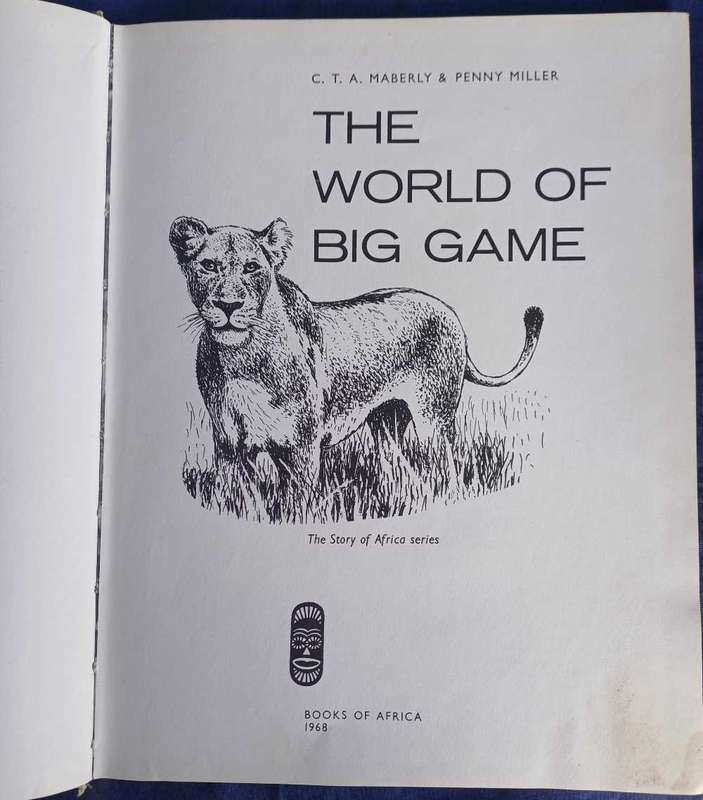 C. T. A. MABERLY & PENNY MILLER
THE
WORLD OF
BIG GAME
The Story of Africa series
BOOKS OF AFRICA
1968